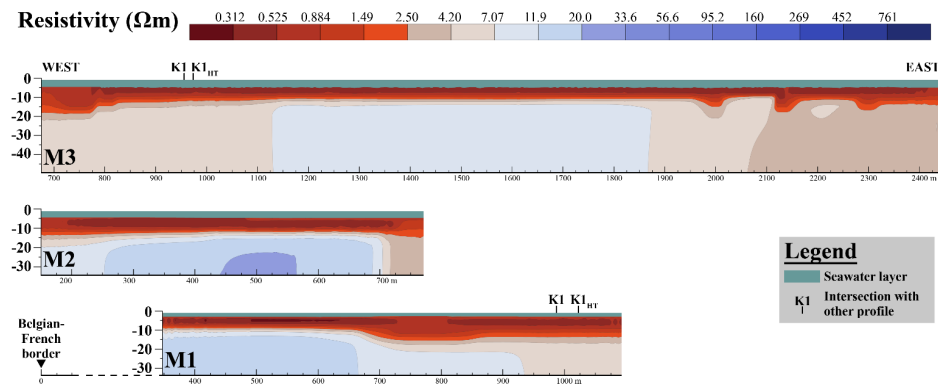 Resistivity (Ωm)
0.312 0.525 0.884 1.49 2.50 4.20 7.07 11.9 20.0 33.6 56.6 95.2 160 269 452 761
WEST K1 K1HT EAST
0
-10
-20
-30
-40
M3
700 800 900 1000 1100 1200 1300 1400 1500 1600 1700 1800 1900 2000 2100 2200 2300 2400 m
0
-10
-20
-30
M2
200 300 400 500 600 700 m
Legend
Seawater layer
K1 Intersection with
other profile
K1 K1HT
0
-10
-20
-30
M1
Belgian-
French
border
0 400 500 600 700 800 900 1000 m